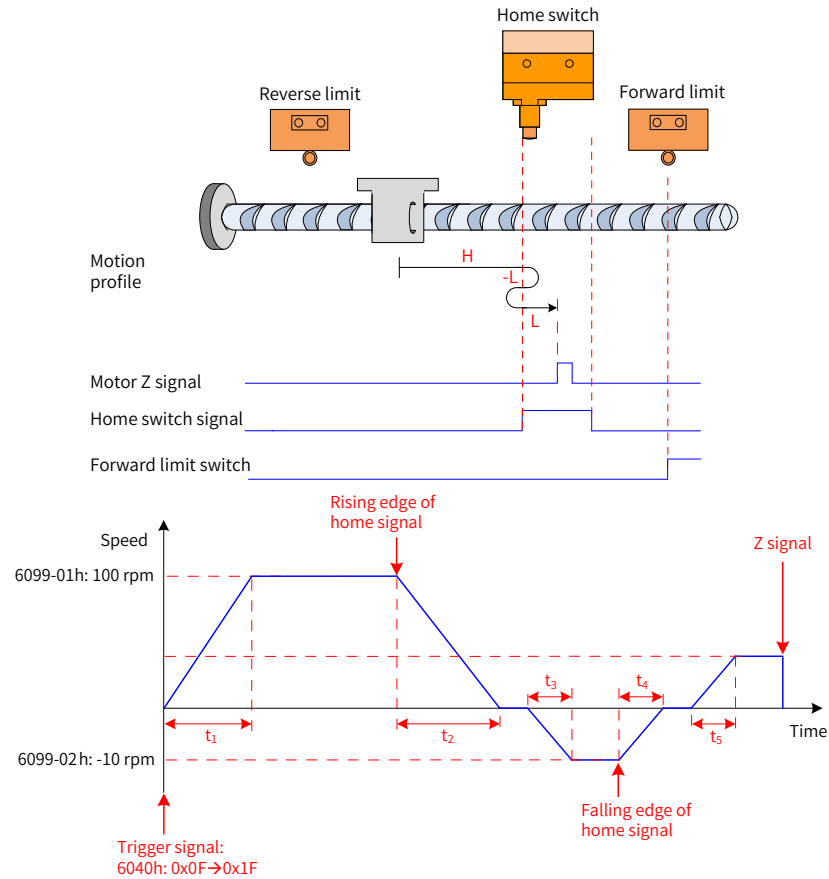 Home switch
Reverse limit
Forward limit
Motion
profile
H
-L
L
Motor Z signal
Home switch signal
Forward limit switch
Rising edge of
home signal
Speed
Z signal
6099-01h: 100 rpm
t3
t4
t1
t2
t5
Time
6099-02h: -10 rpm
Falling edge of
home signal
Trigger signal:
6040h: 0x0F→0x1F